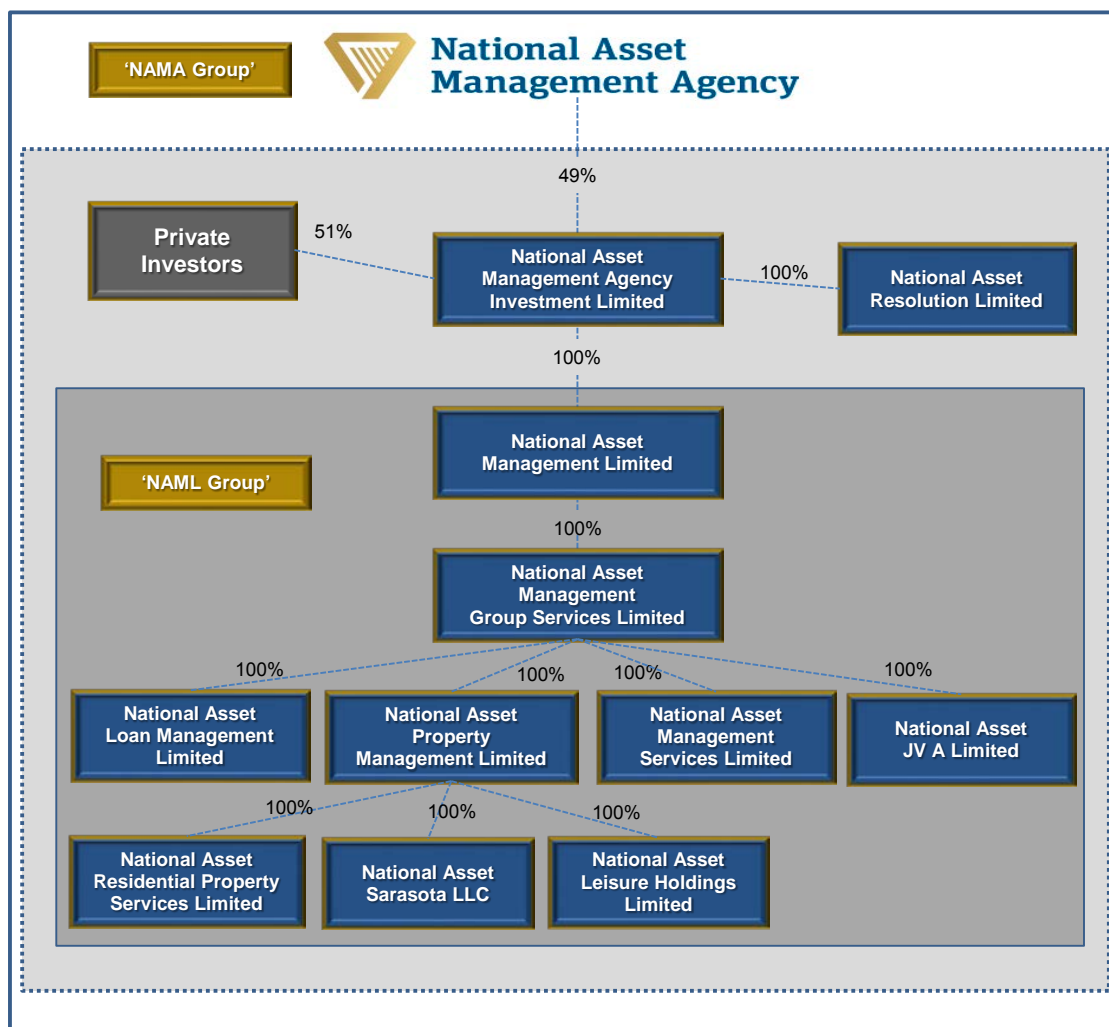 'NAMA Group'
National Asset
Management Agency
49%
Private
Investors
51%
National Asset
Management Agency
Investment Limited
100%
National Asset
Resolution Limited
100%
National Asset
Management Limited
'NAML Group'
100%
National Asset
Management
Group Services Limited
100%
100%
100%
100%
National Asset
Loan Management
Limited
National Asset
Property
Management Limited
National Asset
Management
Services Limited
National Asset
JV A Limited
100%
100%
100%
National Asset
Residential Property
Services Limited
National Asset
Sarasota LLC
National Asset
Leisure Holdings
Limited